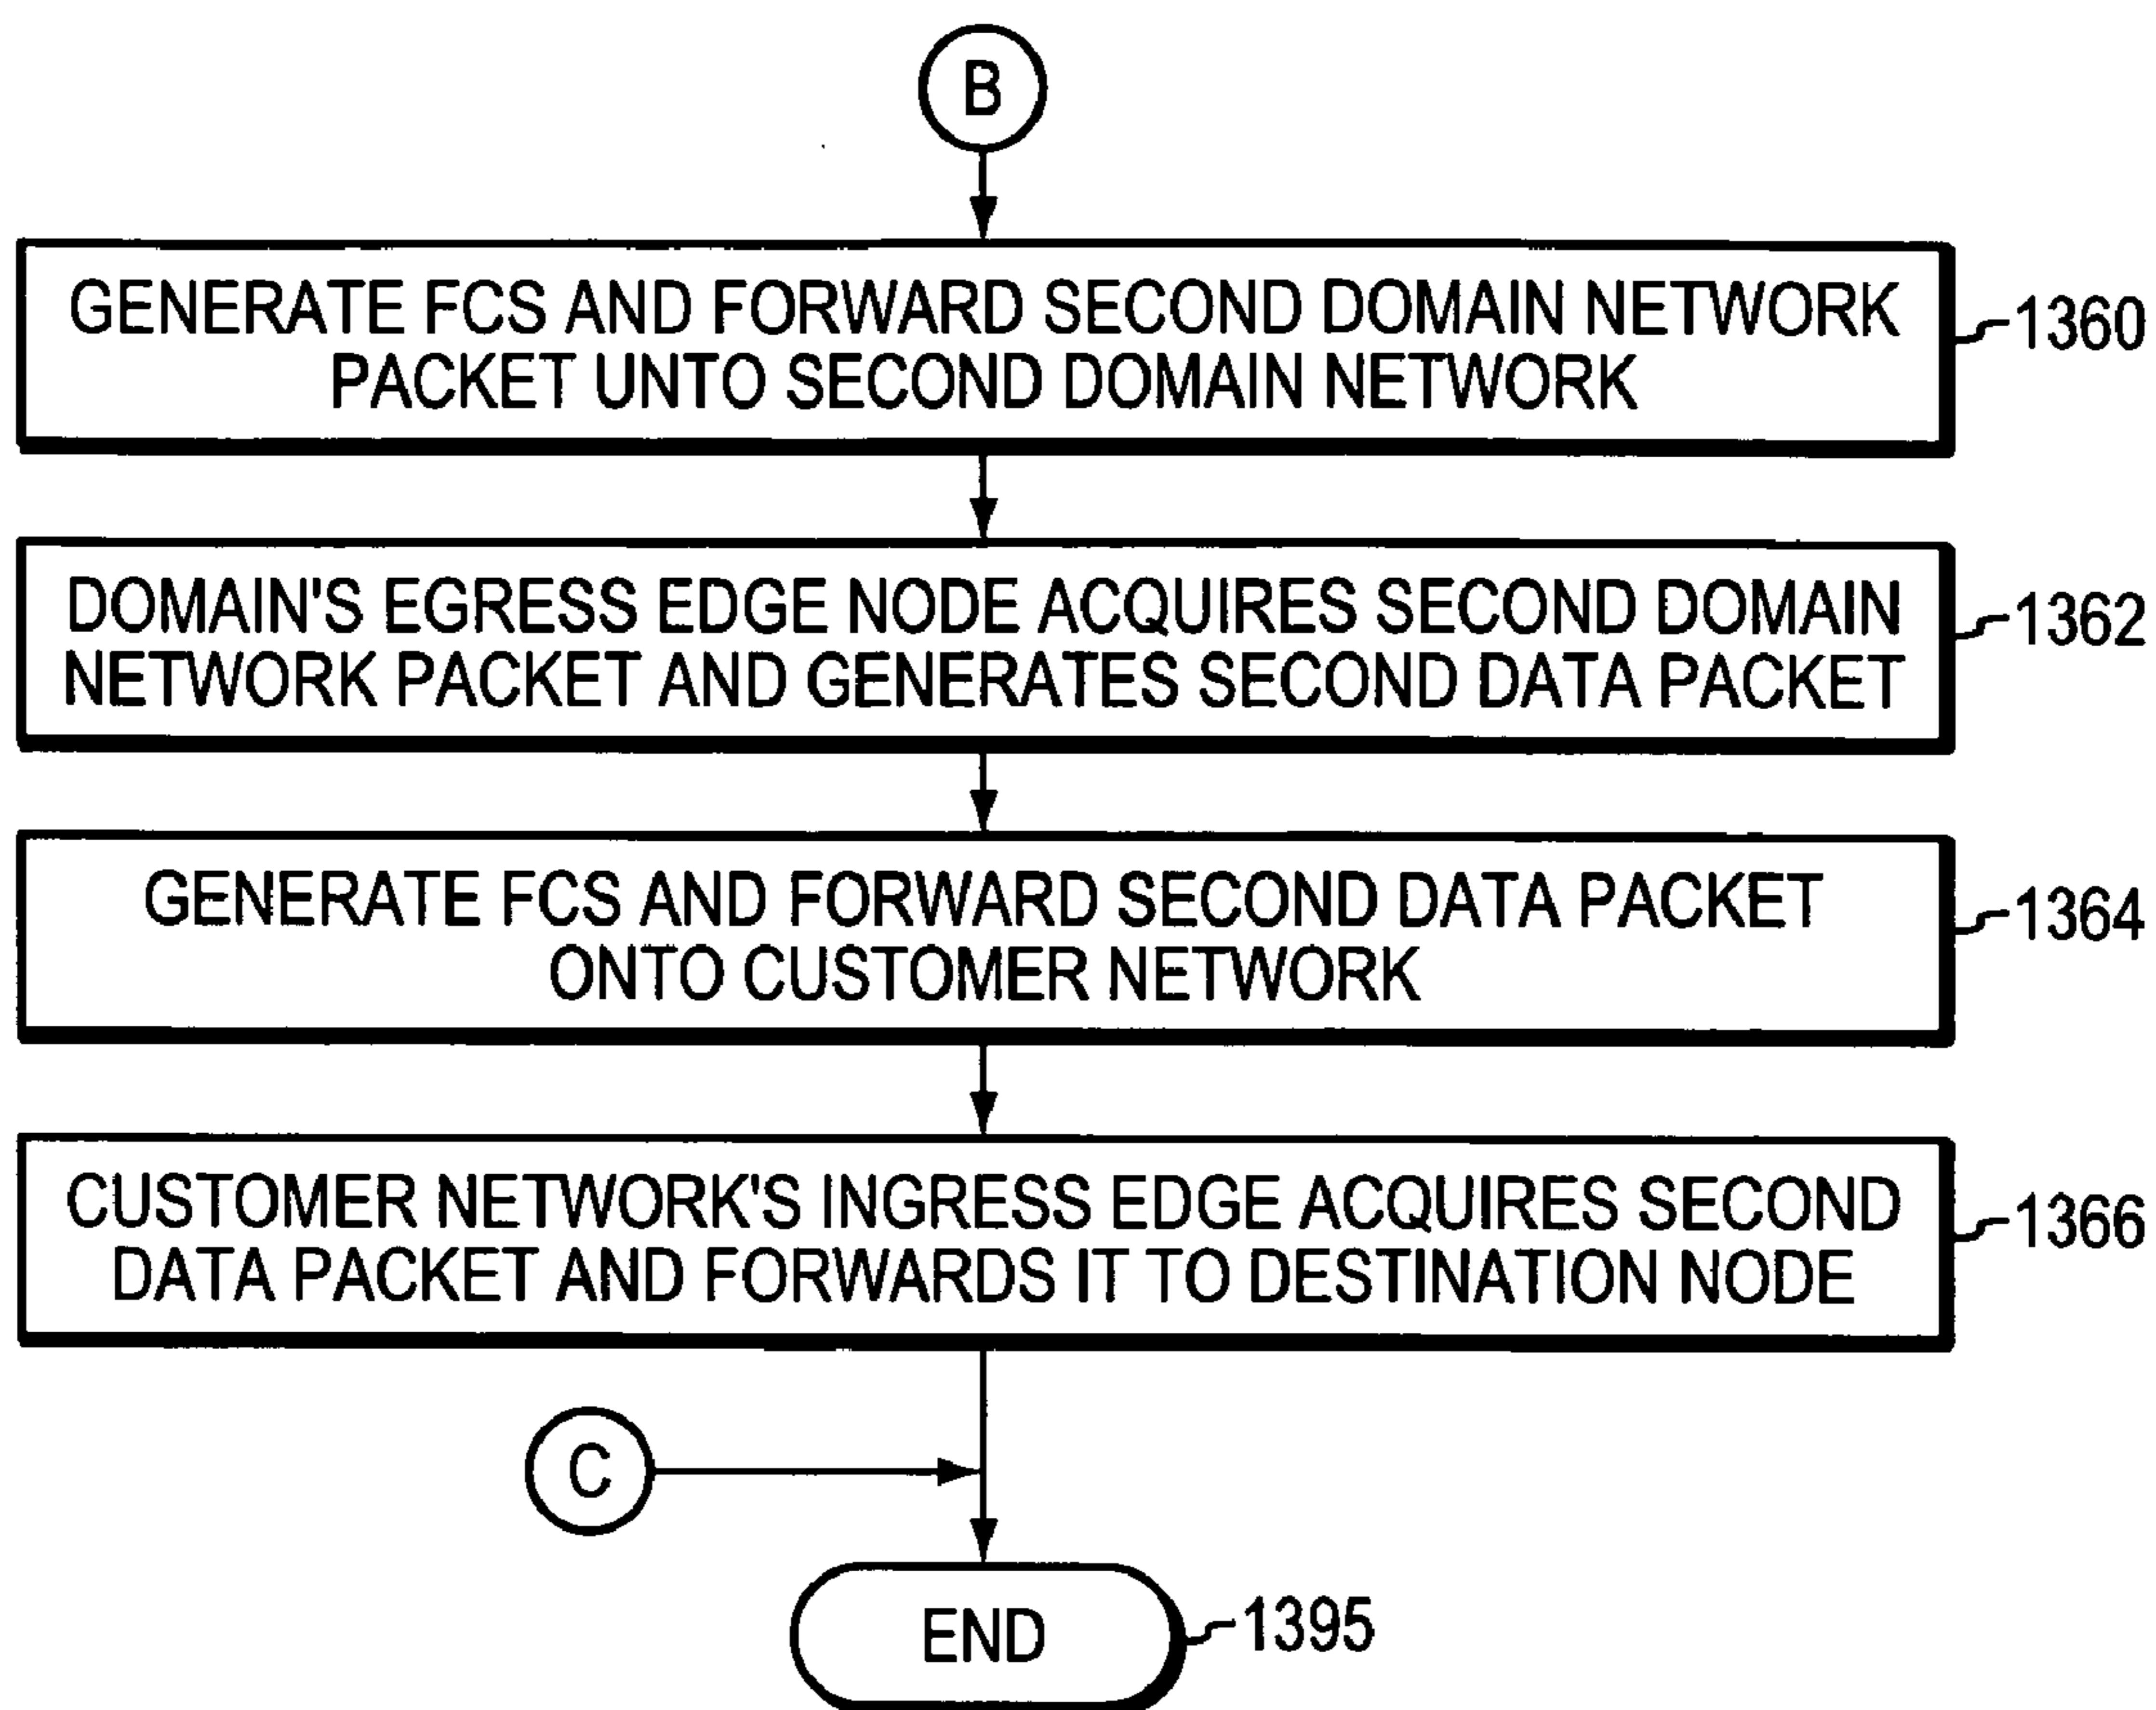 B
GENERATE FCS AND FORWARD SECOND DOMAIN NETWORK
PACKET UNTO SECOND DOMAIN NETWORK
1360
DOMAIN'S EGRESS EDGE NODE ACQUIRES SECOND DOMAIN
NETWORK PACKET AND GENERATES SECOND DATA PACKET
1362
GENERATE FCS AND FORWARD SECOND DATA PACKET
ONTO CUSTOMER NETWORK
1364
CUSTOMER NETWORK'S INGRESS EDGE ACQUIRES SECOND
DATA PACKET AND FORWARDS IT TO DESTINATION NODE
1366
C
END
1395